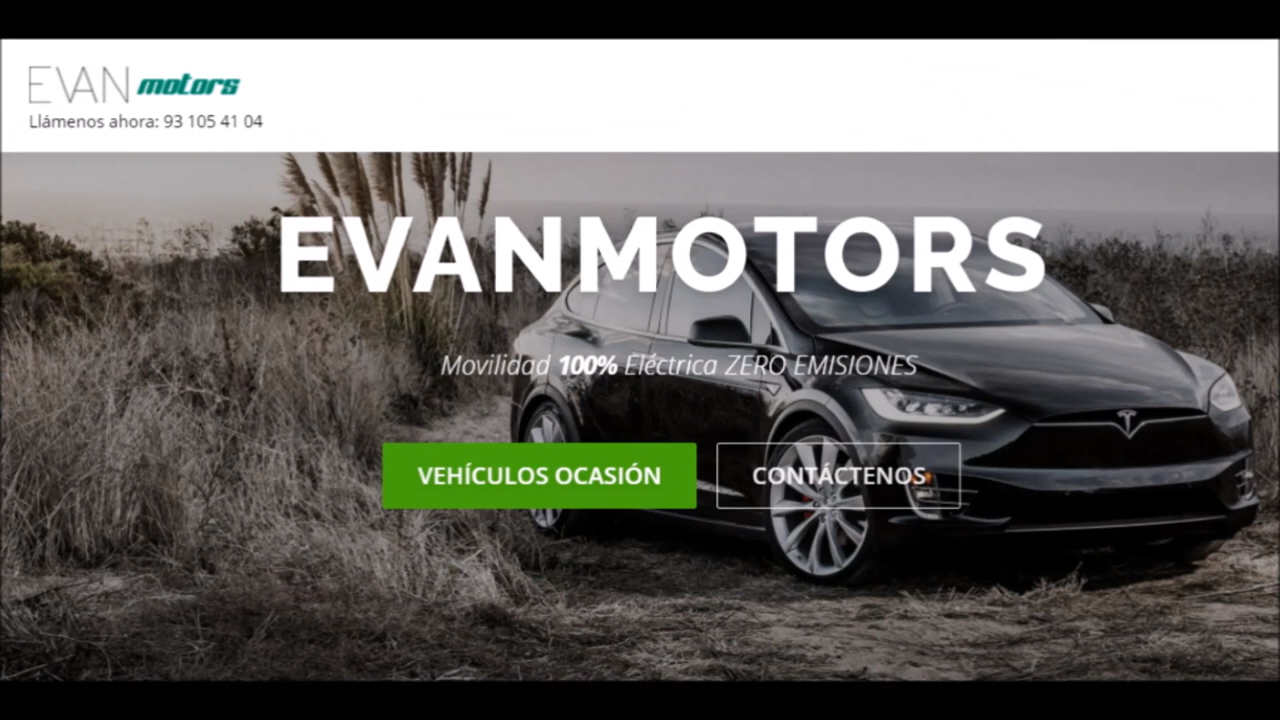 EVAN motors
Llámenos ahora: 93 105 41 04
EVANMOTORS
Movilidad 100% Eléctrica ZERO EMISIONES
VEHÍCULOS OCASIÓN
CONTÁCTENOS